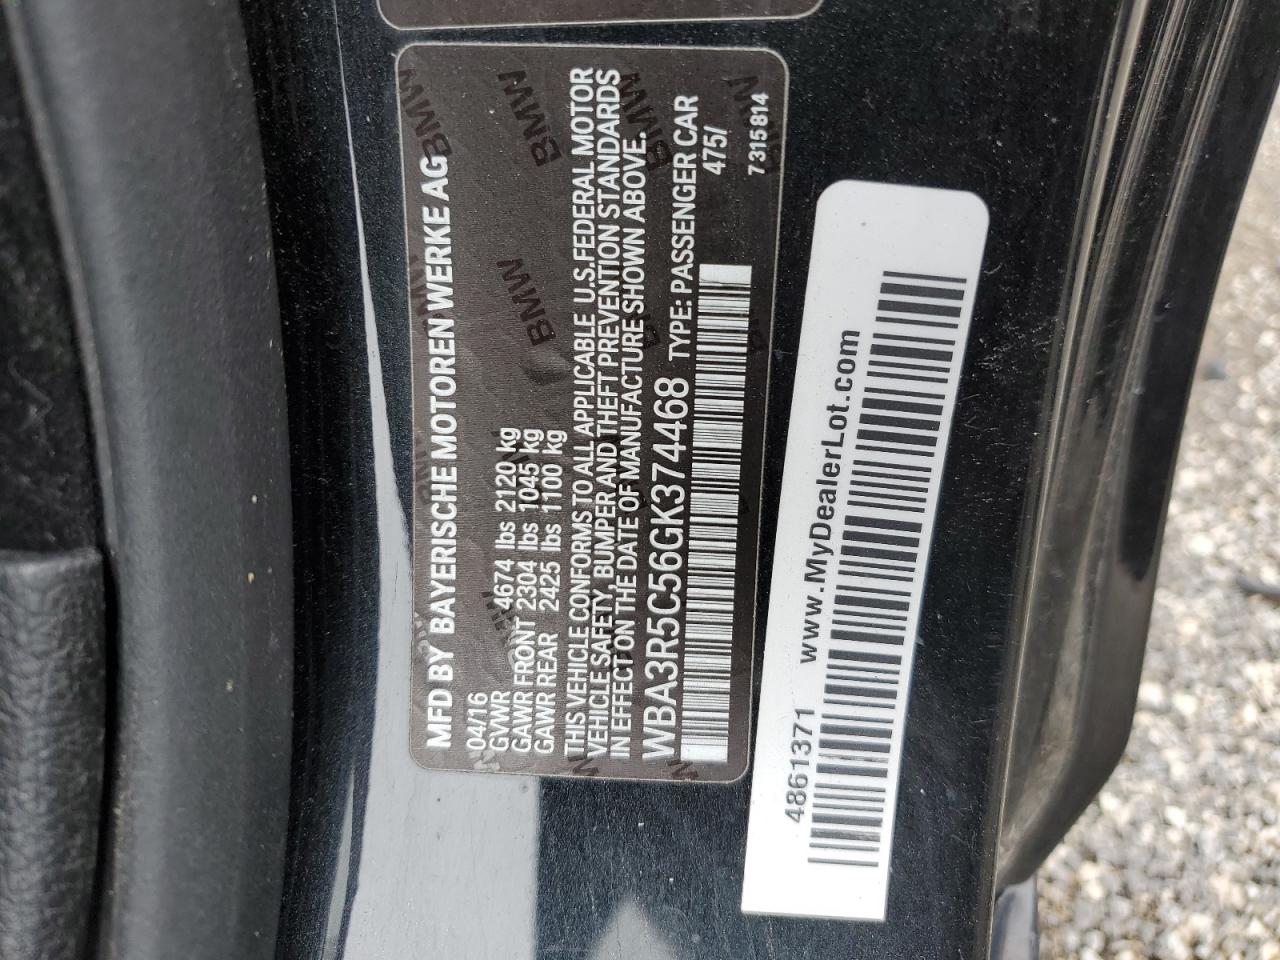 MFD BY BAYERISCHE MOTOREN WERKE AG
04/16
GVWR 4674 lbs 2120 kg
GAWR FRONT 2304 lbs 1045 kg
GAWR REAR 2425 lbs 1100 kg
THIS VEHICLE CONFORMS TO ALL APPLICABLE U.S. FEDERAL MOTOR
VEHICLE SAFETY, BUMPER AND THEFT PREVENTION STANDARDS
IN EFFECT ON THE DATE OF MANUFACTURE SHOWN ABOVE.
WBA3R5C56GK374468 TYPE: PASSENGER CAR
475/
7315814
4861371 www.MyDealerLot.com